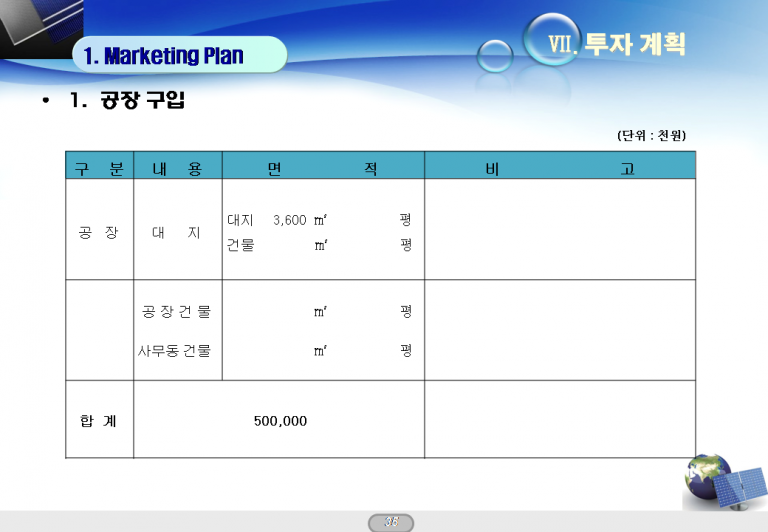 1. Marketing Plan
Ⅶ. 투자 계획
• 1. 공장 구입
(단위 : 천원)
구 분 내 용 면 적 비 고
공 장 대 지 대지 3,600 ㎡ 평
건물 ㎡ 평
공 장 건 물 ㎡ 평
사무동 건물 ㎡ 평
합 계 500,000
36